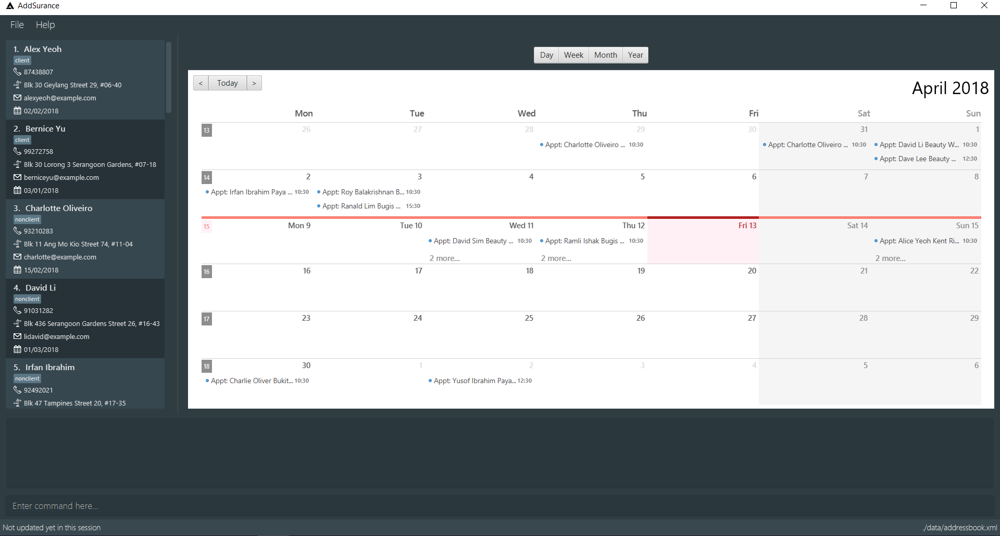 AddSurance
File Help
1. Alex Yeoh
client
87438807
Blk 30 Geylang Street 29, #06-40
alexyeoh@example.com
02/02/2018
2. Bernice Yu
client
99272758
Blk 30 Lorong 3 Serangoon Gardens, #07-18
berniceyu@example.com
03/01/2018
3. Charlotte Oliveiro
nonclient
93210283
Blk 11 Ang Mo Kio Street 74, #11-04
charlotte@example.com
15/02/2018
4. David Li
nonclient
91031282
Blk 436 Serangoon Gardens Street 26, #16-43
lidavid@example.com
01/03/2018
5. Irfan Ibrahim
nonclient
92492021
Blk 47 Tampines Street 20, #17-35
Day Week Month Year
< Today >
April 2018
Mon Tue Wed Thu Fri Sat Sun
13 26 27 28 29 30 31 1
Appt: Charlotte Oliveiro ... 10:30 Appt: Charlotte Oliveiro ... 10:30 Appt: David Li Beauty W... 10:30
Appt: Dave Lee Beauty ... 12:30
14 2 3 4 5 6 7 8
Appt: Irfan Ibrahim Paya ... 10:30 Appt: Roy Balakrishnan B... 10:30
Appt: Ranald Lim Bugis ... 15:30
15 Mon 9 Tue 10 Wed 11 Thu 12 Fri 13 Sat 14 Sun 15
Appt: David Sim Beauty ... 10:30 Appt: Ramli Ishak Bugis ... 10:30 Appt: Alice Yeoh Kent Ri... 10:30
2 more... 2 more... 2 more...
16 16 17 18 19 20 21 22
17 23 24 25 26 27 28 29
18 30 1 2 3 4 5 6
Appt: Charlie Oliver Bukit... 10:30 Appt: Yusof Ibrahim Paya... 12:30
Enter command here...
Not updated yet in this session ./data/addressbook.xml